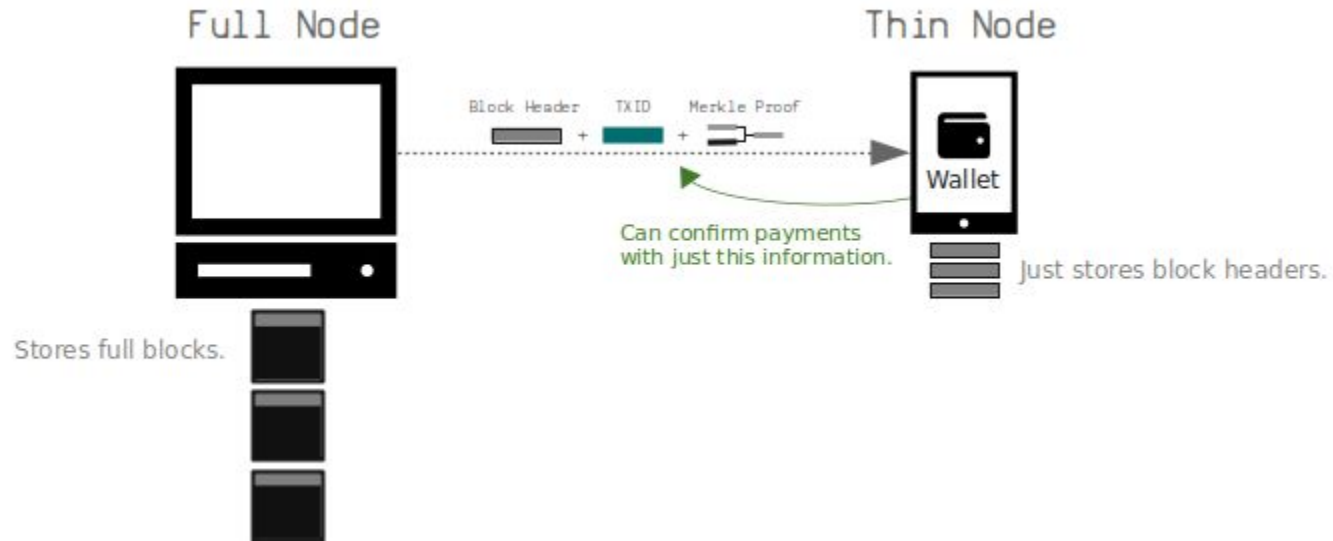 Full Node
Thin Node
Block Header + TXID + Merkle Proof
Wallet
Can confirm payments
with just this information.
Just stores block headers.
Stores full blocks.